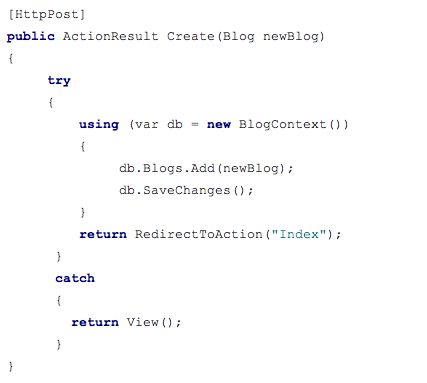 [HttpPost]
public ActionResult Create(Blog newBlog)
{
try
{
using (var db = new BlogContext())
{
db.Blogs.Add(newBlog);
db.SaveChanges();
}
return RedirectToAction("Index");
}
catch
{
return View();
}
}